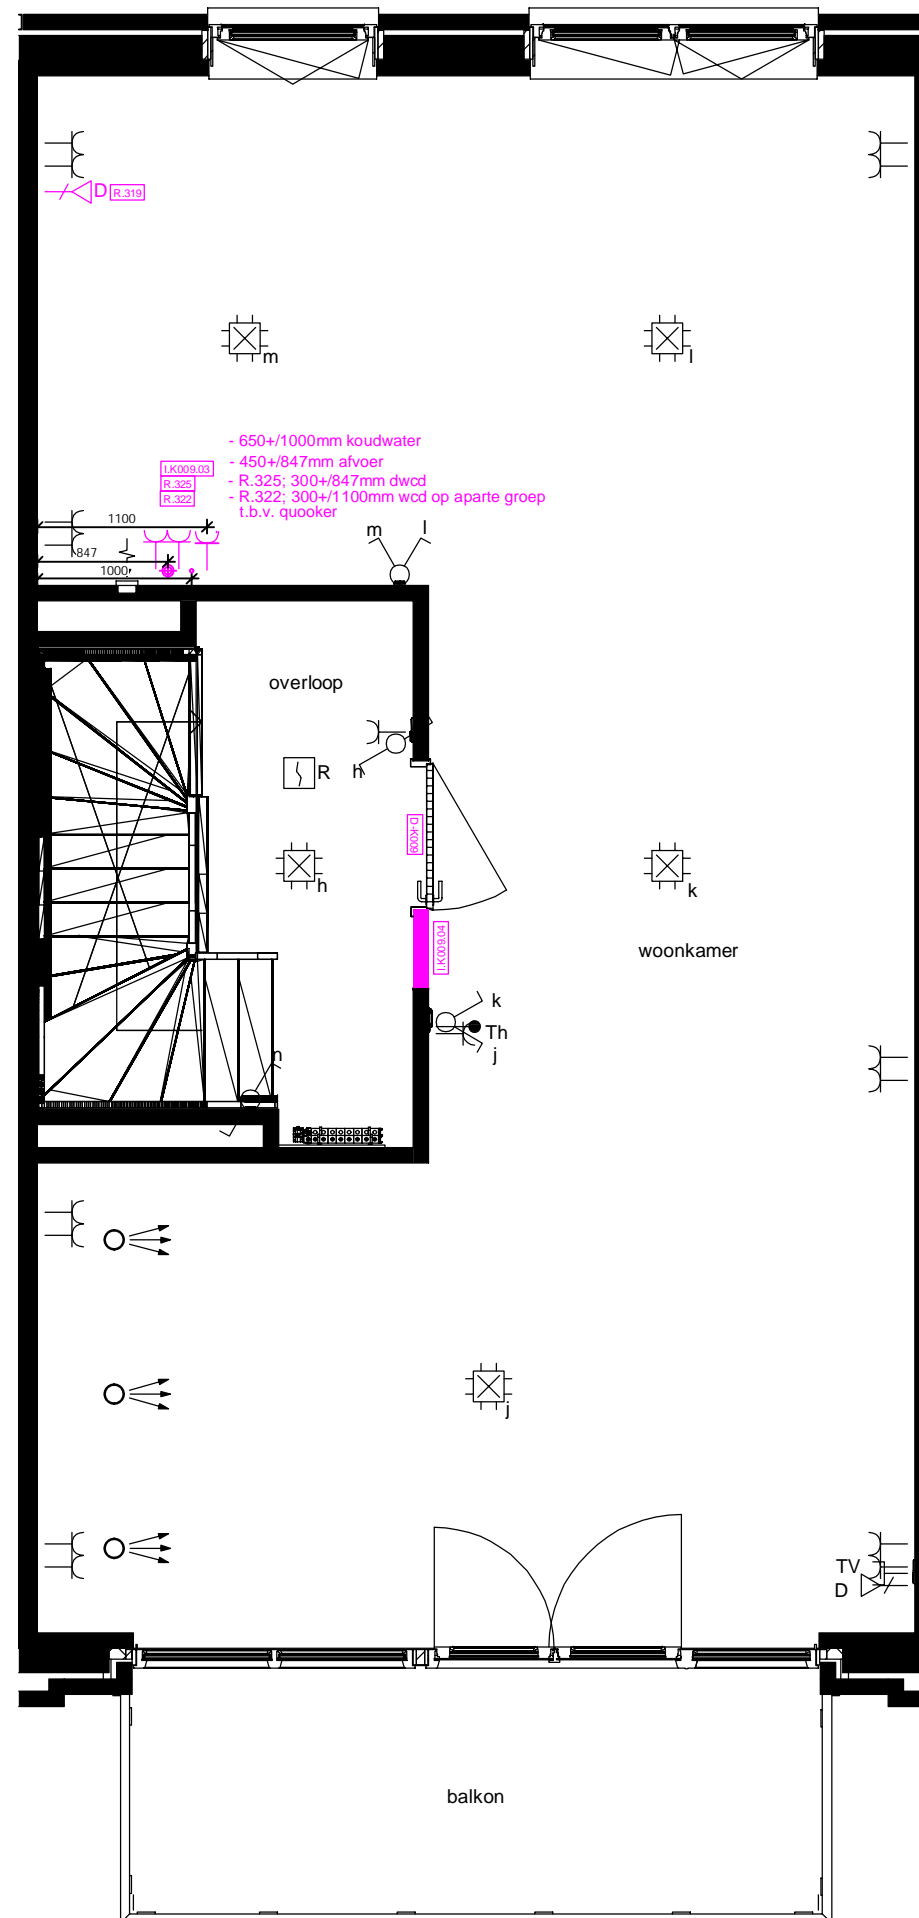 D R.319
m
l
- 650+/1000mm koudwater
- 450+/847mm afvoer
I.K009.03
R.325
- R.325; 300+/847mm dwcd
R.322
- R.322; 300+/1100mm wcd op aparte groep
t.b.v. quooker
1100
m
l
847
1000
overloop
h
R
D-K009
h
k
I.K009.04
woonkamer
k
Th
j
j
TV
D
balkon